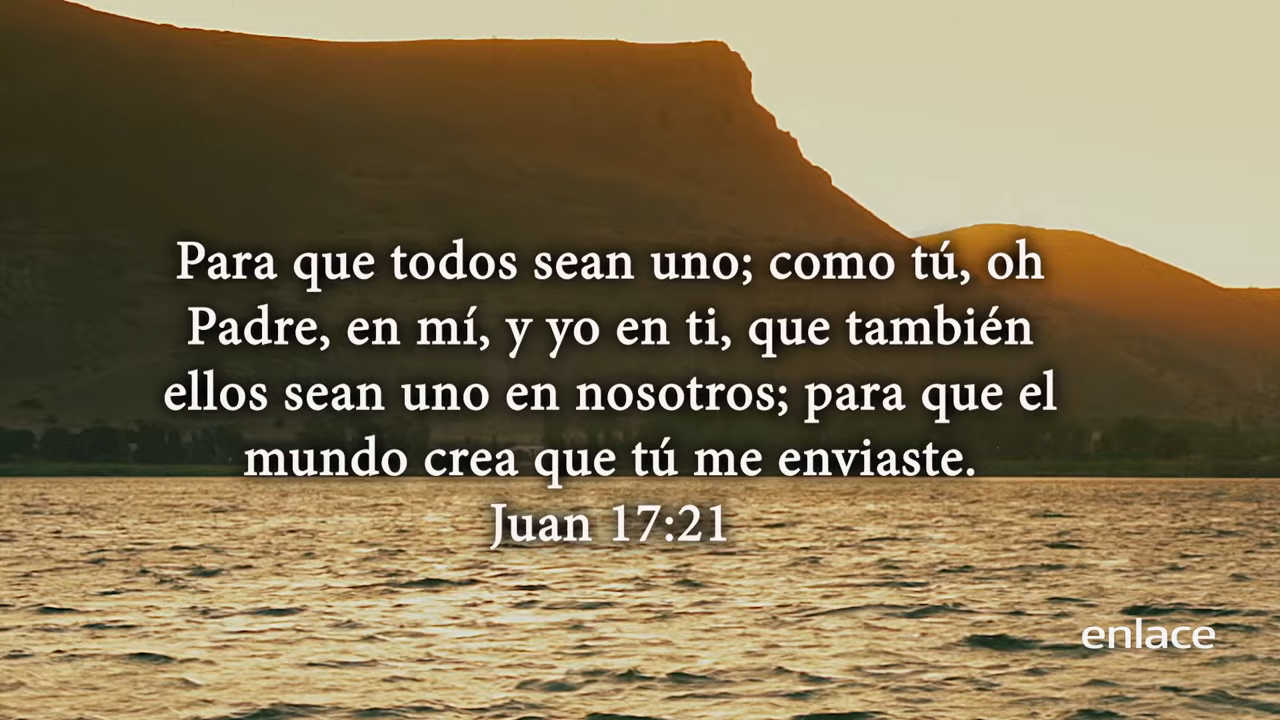 Para que todos sean uno; como tú, oh
Padre, en mí, y yo en ti, que también
ellos sean uno en nosotros; para que el
mundo crea que tú me enviaste.
Juan 17:21
enlace